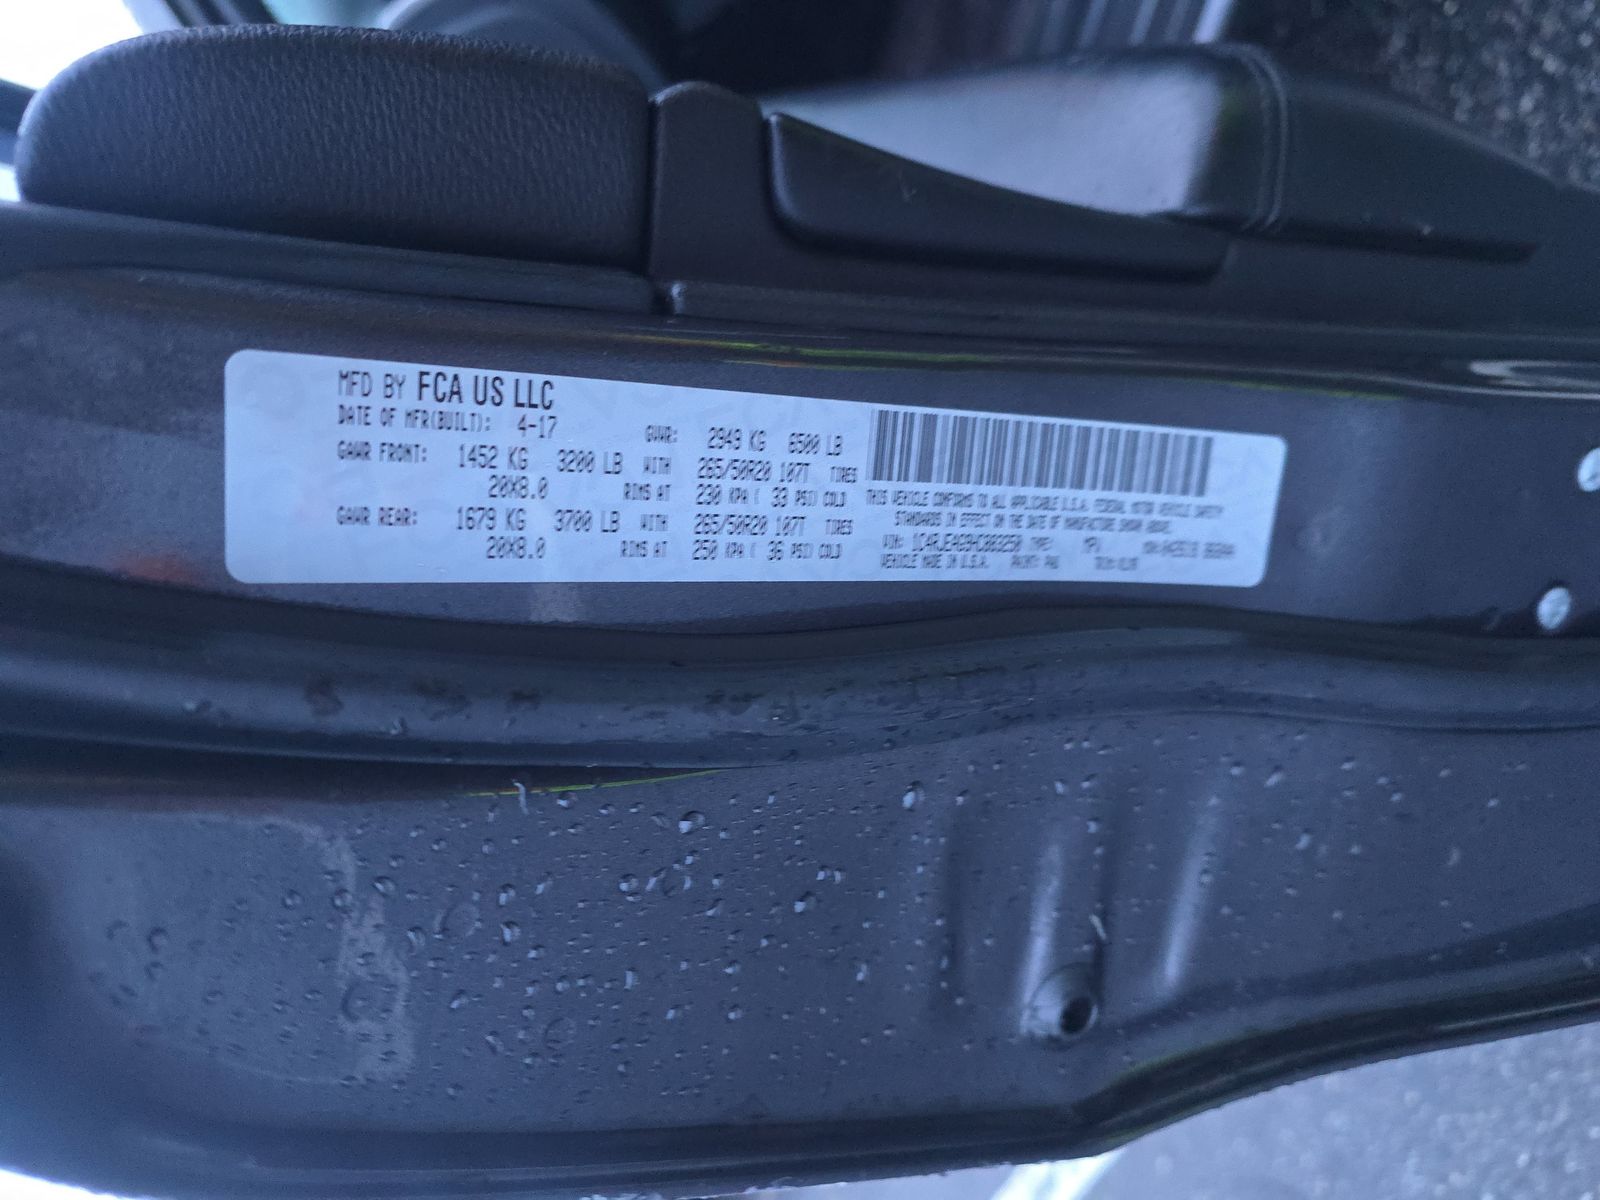 MFD BY FCA US LLC
DATE OF MFR(BUILT): 4-17 GVWR: 2949 KG 6500 LB
GAWR FRONT: 1452 KG 3200 LB WITH 265/50R20 107T TIRES
20X8.0 RIMS AT 230 KPA( 33 PSI) COLD
GAWR REAR: 1679 KG 3700 LB WITH 265/50R20 107T TIRES
20X8.0 RIMS AT 250 KPA( 36 PSI) COLD
THIS VEHICLE CONFORMS TO ALL APPLICABLE U.S.A. FEDERAL MOTOR VEHICLE SAFETY
STANDARDS IN EFFECT ON THE DATE OF MANUFACTURE SHOWN ABOVE.
VIN: TYPE: MPV
VEHICLE MADE IN U.S.A. PAINT: